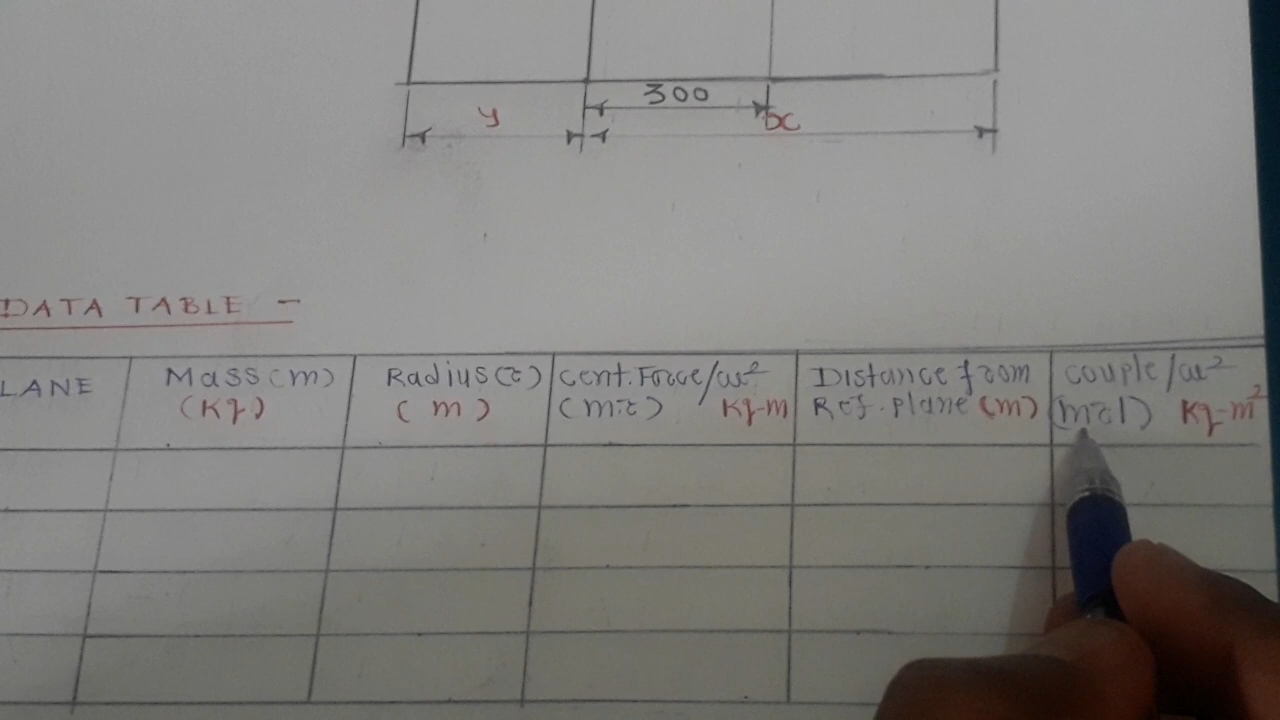 300
y
x
DATA TABLE -
LANE
Mass (m)
(Kg)
Radius (r)
(m)
Cent. Force/ω²
(m·r) Kg-m
Distance from
Ref. plane (m)
couple/ω²
(m·r·l) Kg-m²